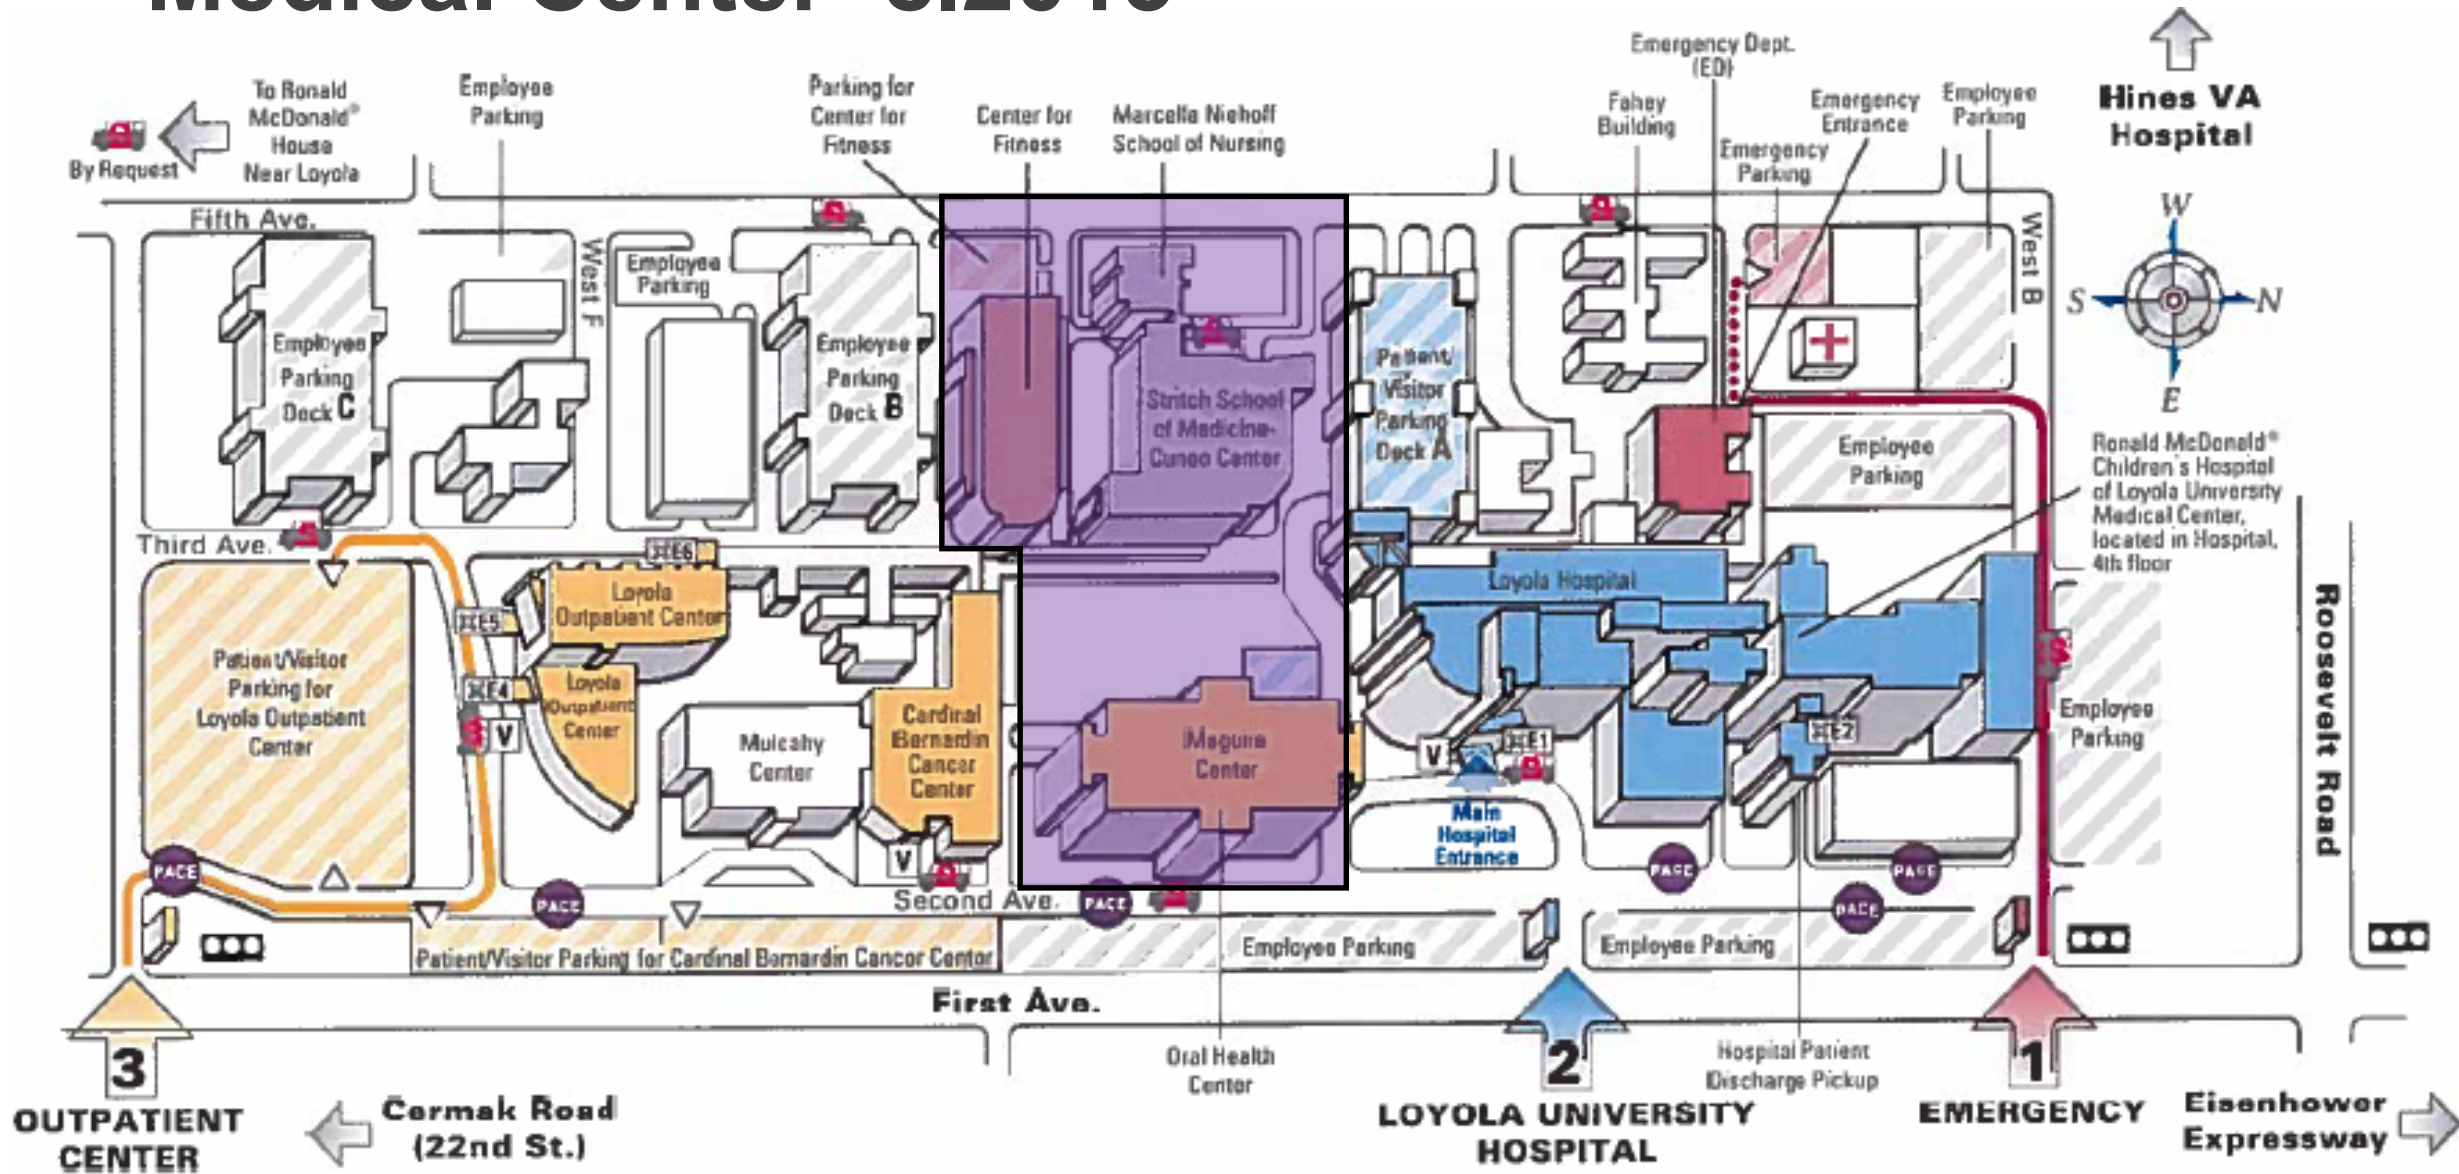 Medical Center
To Ronald
McDonald®
House
Near Loyola
By Request
Employee
Parking
Parking for
Center for
Fitness
Center for
Fitness
Marcella Niehoff
School of Nursing
Emergency Dept.
(ED)
Fahey
Building
Emergency
Entrance
Emergency
Parking
Employee
Parking
Hines VA
Hospital
Fifth Ave.
West F
West B
W
S
N
E
Employee
Parking
Deck C
Employee
Parking
Employee
Parking
Deck B
Stritch School
of Medicine-
Cuneo Center
Patient/
Visitor
Parking
Deck A
Employee
Parking
Ronald McDonald®
Children's Hospital
of Loyola University
Medical Center,
located in Hospital,
4th floor
Third Ave.
E6
Loyola
Outpatient Center
E5
E4
V
Loyola
Outpatient
Center
Patient/Visitor
Parking for
Loyola Outpatient
Center
Mulcahy
Center
Cardinal
Bernardin
Cancer
Center
V
Maguire
Center
Loyola Hospital
V
E1
E2
Main
Hospital
Entrance
Employee
Parking
Roosevelt Road
PACE
PACE
PACE
PACE
PACE
PACE
Second Ave.
Patient/Visitor Parking for Cardinal Bernardin Cancer Center
Employee Parking
Employee Parking
First Ave.
3
OUTPATIENT
CENTER
Cermak Road
(22nd St.)
Oral Health
Center
2
LOYOLA UNIVERSITY
HOSPITAL
Hospital Patient
Discharge Pickup
1
EMERGENCY
Eisenhower
Expressway